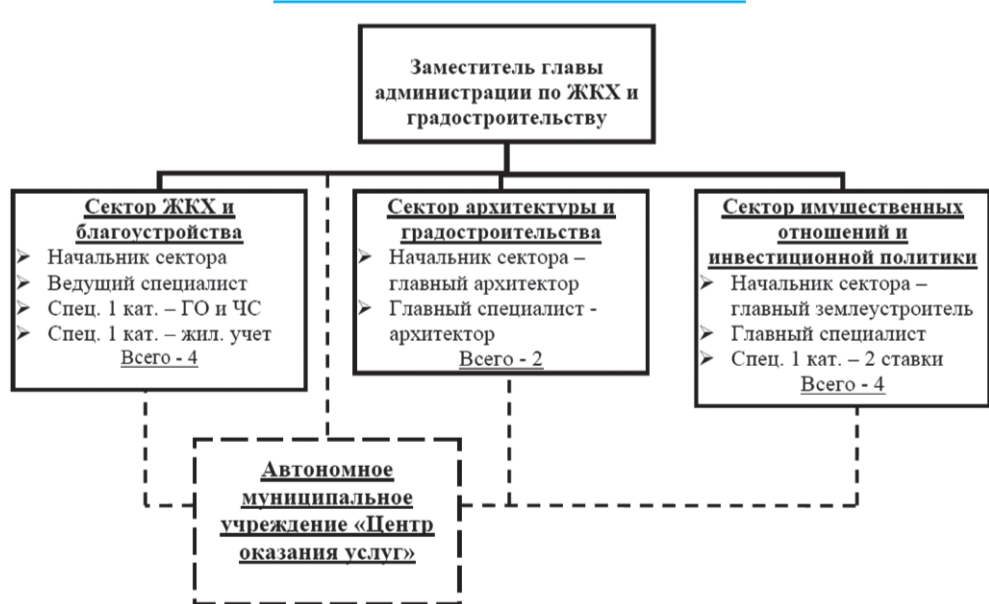 Заместитель главы
администрации по ЖКХ и
градостроительству
Сектор ЖКХ и
благоустройства
➢ Начальник сектора
➢ Ведущий специалист
➢ Спец. 1 кат. – ГО и ЧС
➢ Спец. 1 кат. – жил. учет
Всего - 4
Сектор архитектуры и
градостроительства
➢ Начальник сектора –
главный архитектор
➢ Главный специалист -
архитектор
Всего - 2
Сектор имущественных
отношений и
инвестиционной политики
➢ Начальник сектора –
главный землеустроитель
➢ Главный специалист
➢ Спец. 1 кат. – 2 ставки
Всего - 4
Автономное
муниципальное
учреждение «Центр
оказания услуг»